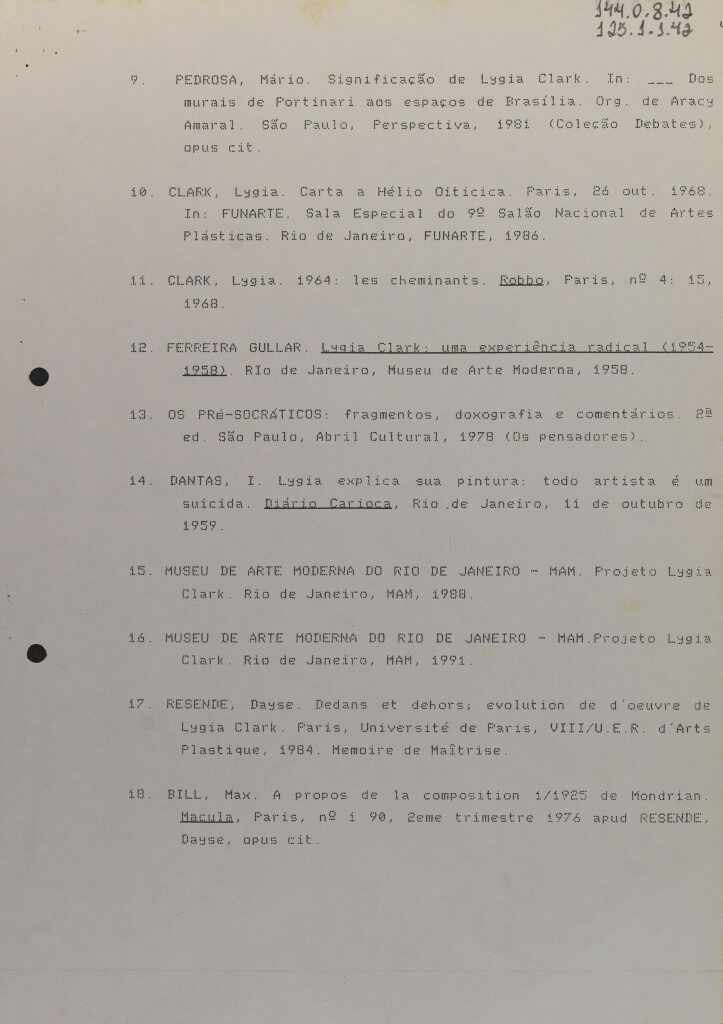 144.0.8.42
125.1.1.42
9. PEDROSA, Mário. Significação de Lygia Clark. In: ___ Dos
murais de Portinari aos espaços de Brasília. Org. de Aracy
Amaral. São Paulo, Perspectiva, 1981 (Coleção Debates),
opus cit.
10. CLARK, Lygia. Carta a Hélio Oiticica. Paris, 26 out. 1968.
In: FUNARTE. Sala Especial do 9º Salão Nacional de Artes
Plásticas. Rio de Janeiro, FUNARTE, 1986.
11. CLARK, Lygia. 1964: les cheminants. Robbo, Paris, nº 4: 15,
1968.
12. FERREIRA GULLAR. Lygia Clark: uma experiência radical (1954-
1958). RIo de Janeiro, Museu de Arte Moderna, 1958.
13. OS PRé-SOCRÁTICOS: fragmentos, doxografia e comentários. 2ª
ed. São Paulo, Abril Cultural, 1978 (Os pensadores).
14. DANTAS, I. Lygia explica sua pintura: todo artista é um
suicida. Diário Carioca, Rio de Janeiro, 11 de outubro de
1959.
15. MUSEU DE ARTE MODERNA DO RIO DE JANEIRO - MAM. Projeto Lygia
Clark. Rio de Janeiro, MAM, 1988.
16. MUSEU DE ARTE MODERNA DO RIO DE JANEIRO - MAM.Projeto Lygia
Clark. Rio de Janeiro, MAM, 1991.
17. RESENDE, Dayse. Dedans et dehors; evolution de d'oeuvre de
Lygia Clark. Paris, Université de Paris, VIII/U.E.R. d'Arts
Plastique, 1984. Memoire de Maîtrise.
18. BILL, Max. A propos de la composition 1/1925 de Mondrian.
Macula, Paris, nº 1 90, 2eme trimestre 1976 apud RESENDE,
Dayse, opus cit.